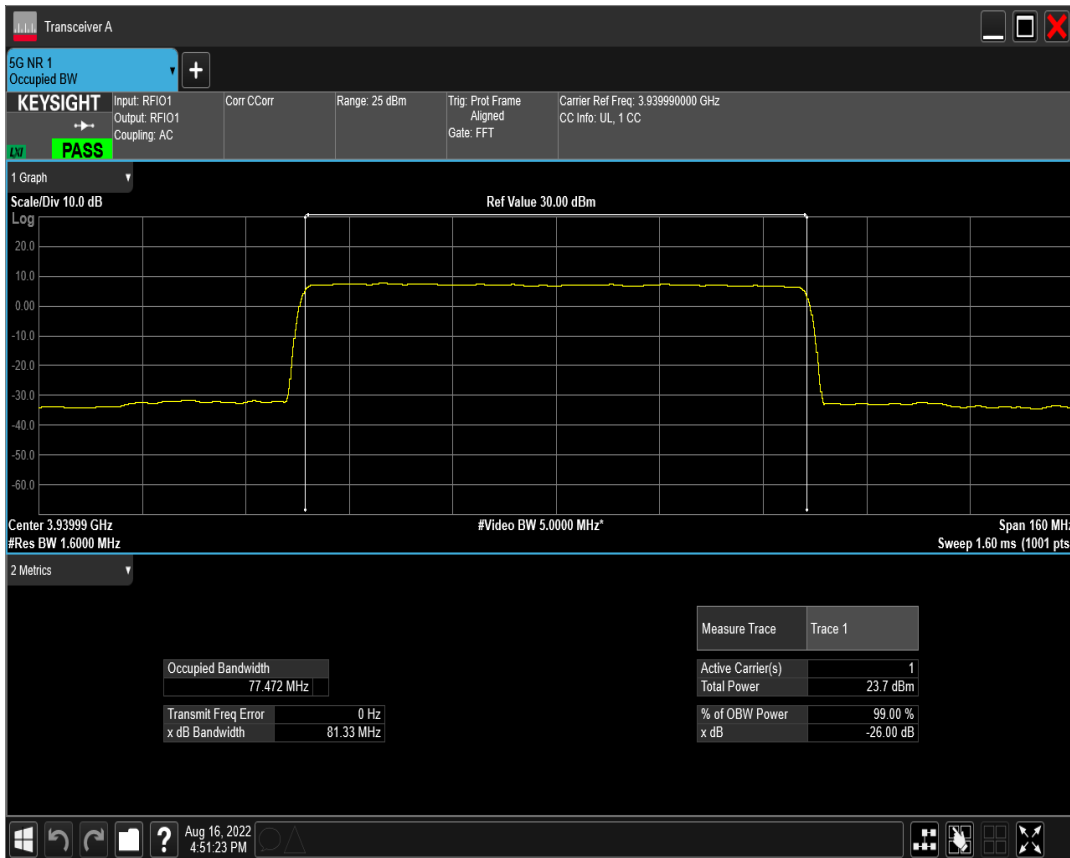 Transceiver A
5G NR 1
Occupied BW
+
KEYSIGHT
LXI
PASS
Input: RFIO1
Output: RFIO1
Coupling: AC
Corr CCorr
Range: 25 dBm
Trig: Prot Frame
Aligned
Gate: FFT
Carrier Ref Freq: 3.939990000 GHz
CC Info: UL, 1 CC
1 Graph
Scale/Div 10.0 dB
Ref Value 30.00 dBm
Log
20.0
10.0
0.00
-10.0
-20.0
-30.0
-40.0
-50.0
-60.0
Center 3.93999 GHz
#Video BW 5.0000 MHz*
Span 160 MHz
#Res BW 1.6000 MHz
Sweep 1.60 ms (1001 pts
2 Metrics
Measure Trace Trace 1
Occupied Bandwidth
77.472 MHz
Active Carrier(s) 1
Total Power 23.7 dBm
Transmit Freq Error 0 Hz
x dB Bandwidth 81.33 MHz
% of OBW Power 99.00 %
x dB -26.00 dB
?
Aug 16, 2022
4:51:23 PM